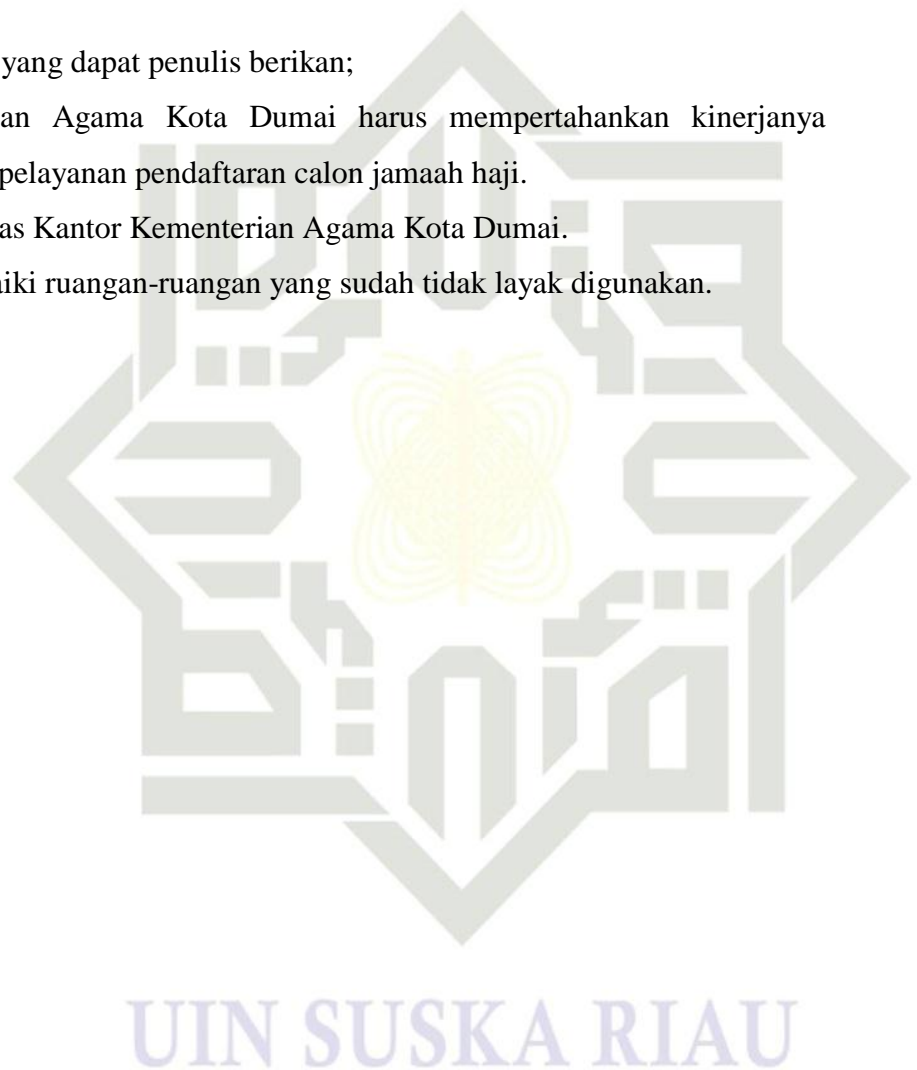 yang dapat penulis berikan;
an Agama Kota Dumai harus mempertahankan kinerjanya
pelayanan pendaftaran calon jamaah haji.
as Kantor Kementerian Agama Kota Dumai.
aiki ruangan-ruangan yang sudah tidak layak digunakan.
UIN SUSKA RIAU